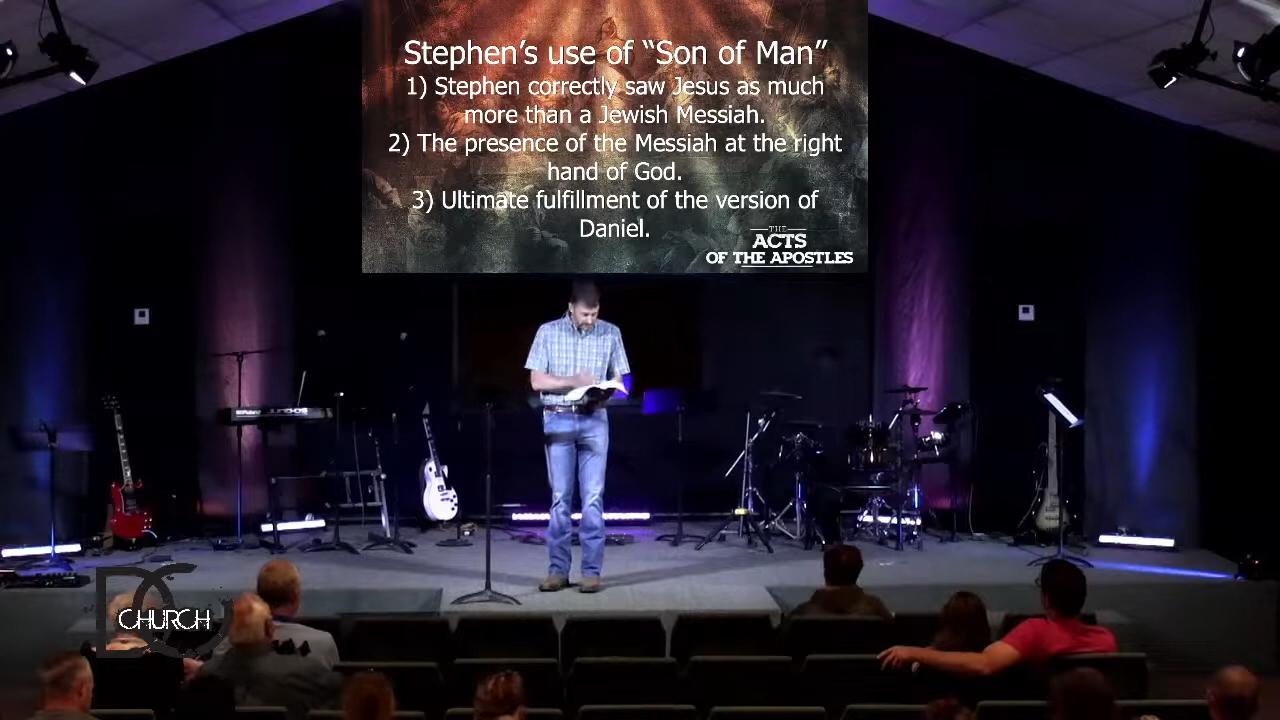 Stephen's use of “Son of Man”
1) Stephen correctly saw Jesus as much
more than a Jewish Messiah.
2) The presence of the Messiah at the right
hand of God.
3) Ultimate fulfillment of the version of
Daniel.
THE
ACTS
OF THE APOSTLES
DC
CHURCH